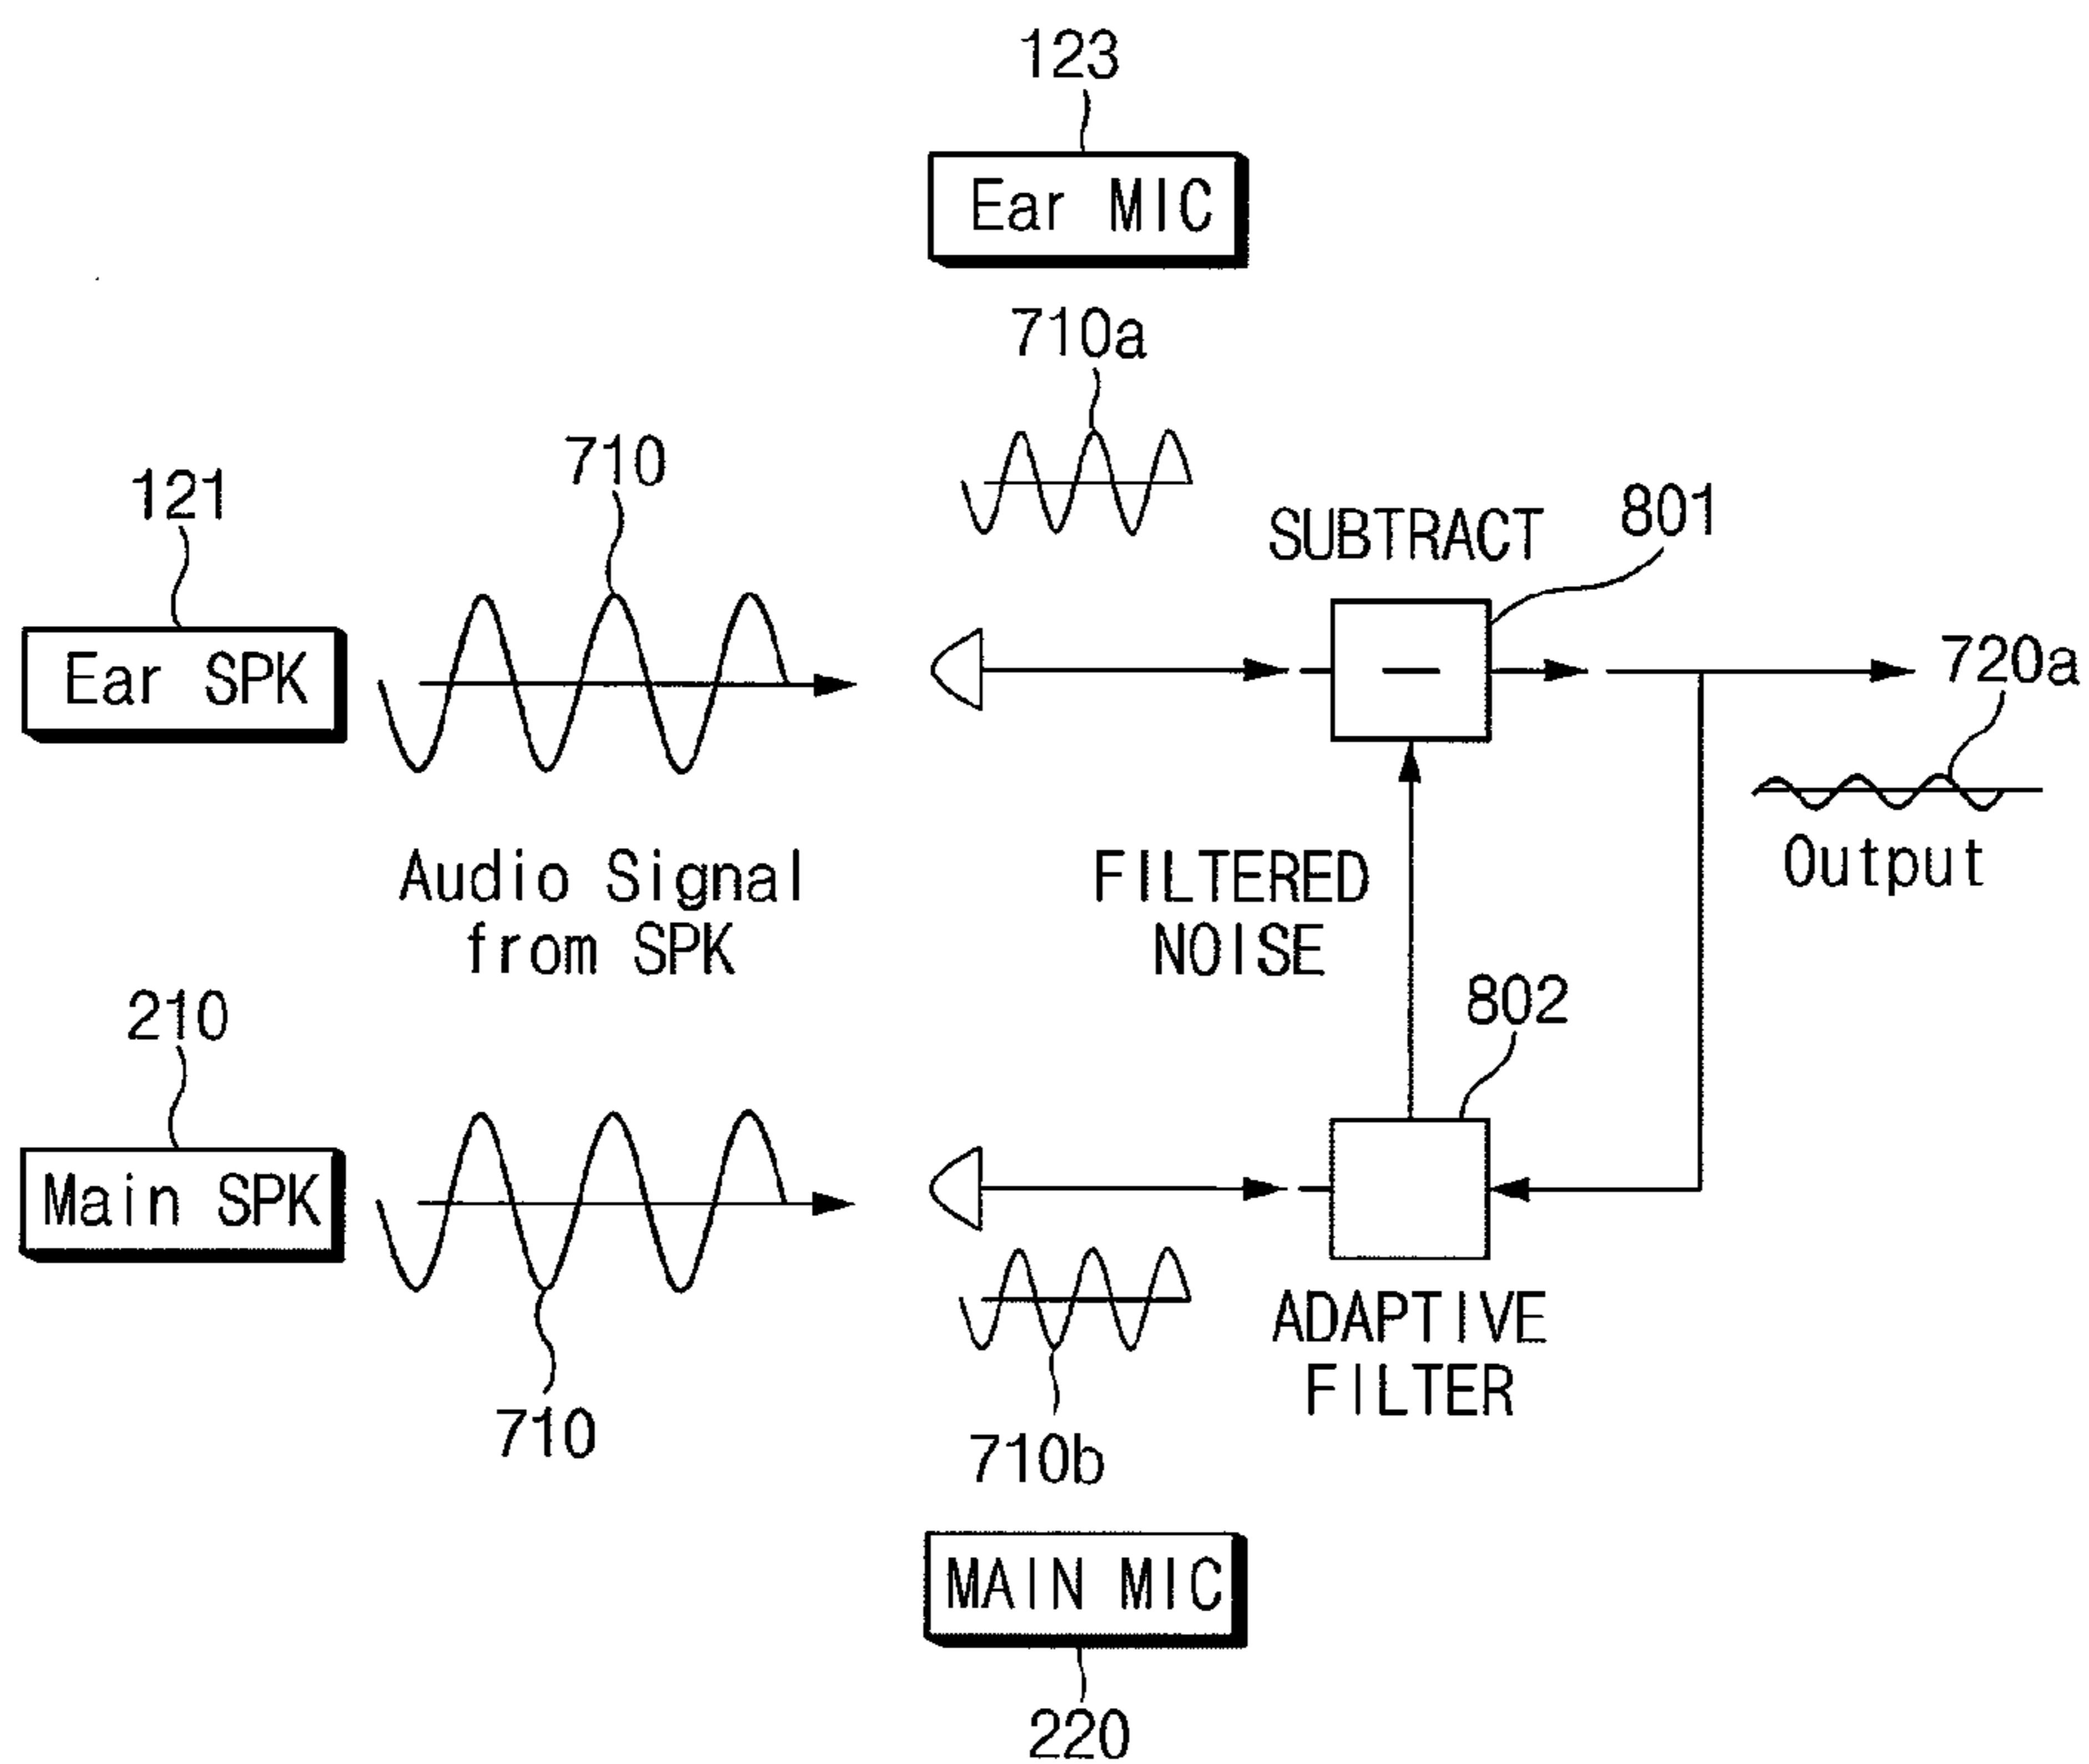 123
Ear MIC
710a
710
121
SUBTRACT
801
Ear SPK
720a
Audio Signal
from SPK
FILTERED
NOISE
Output
210
802
Main SPK
710
710b
ADAPTIVE
FILTER
MAIN MIC
220